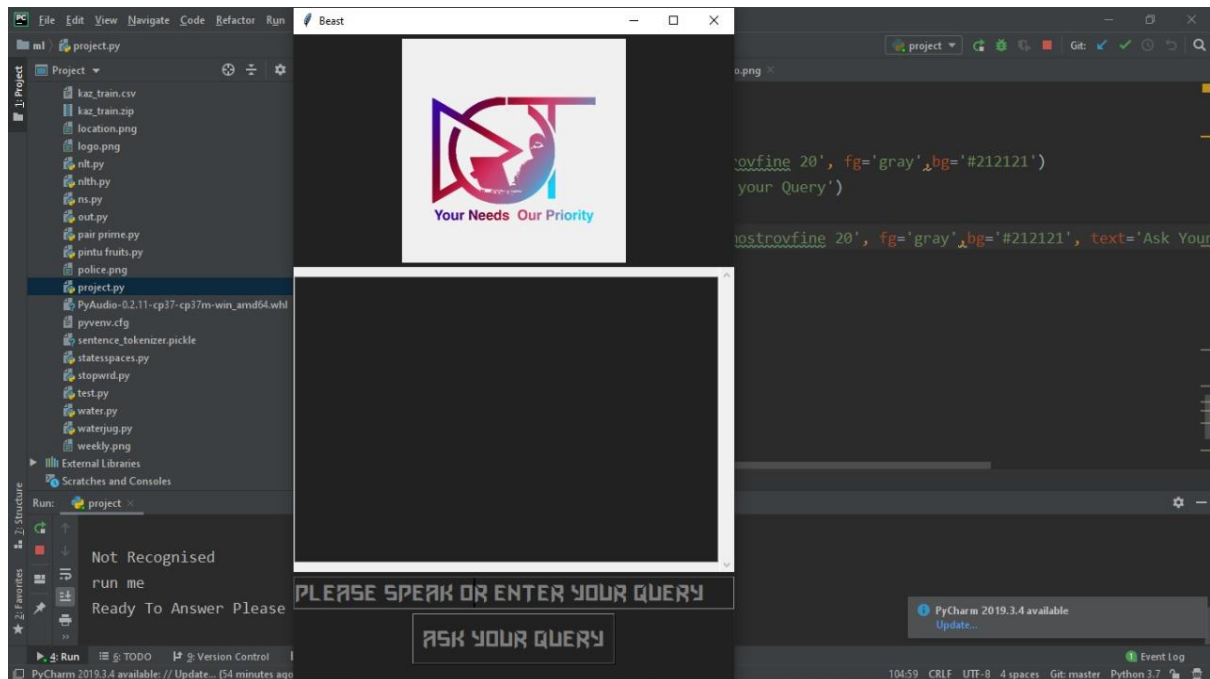 File Edit View Navigate Code Refactor Run
Beast
ml project.py
project
Git:
1: Project
Project
o.png
kaz_train.csv
kaz_train.zip
location.png
logo.png
nlt.py
nlth.py
ns.py
out.py
pair prime.py
pintu fruits.py
police.png
project.py
PyAudio-0.2.11-cp37-cp37m-win_amd64.whl
pyvenv.cfg
sentence_tokenizer.pickle
statesspaces.py
stopwrd.py
test.py
water.py
waterjug.py
weekly.png
External Libraries
Scratches and Consoles
Your Needs Our Priority
rovfine 20', fg='gray',bg='#212121')
your Query')
nostrovfine 20', fg='gray',bg='#212121', text='Ask Your
Z: Structure
2: Favorites
Run: project
Not Recognised
run me
Ready To Answer Please
PLEASE SPEAK OR ENTER YOUR QUERY
ASK YOUR QUERY
PyCharm 2019.3.4 available
Update...
4: Run 6: TODO 9: Version Control
Event Log
PyCharm 2019.3.4 available: // Update... (54 minutes ago
104:59 CRLF UTF-8 4 spaces Git: master Python 3.7